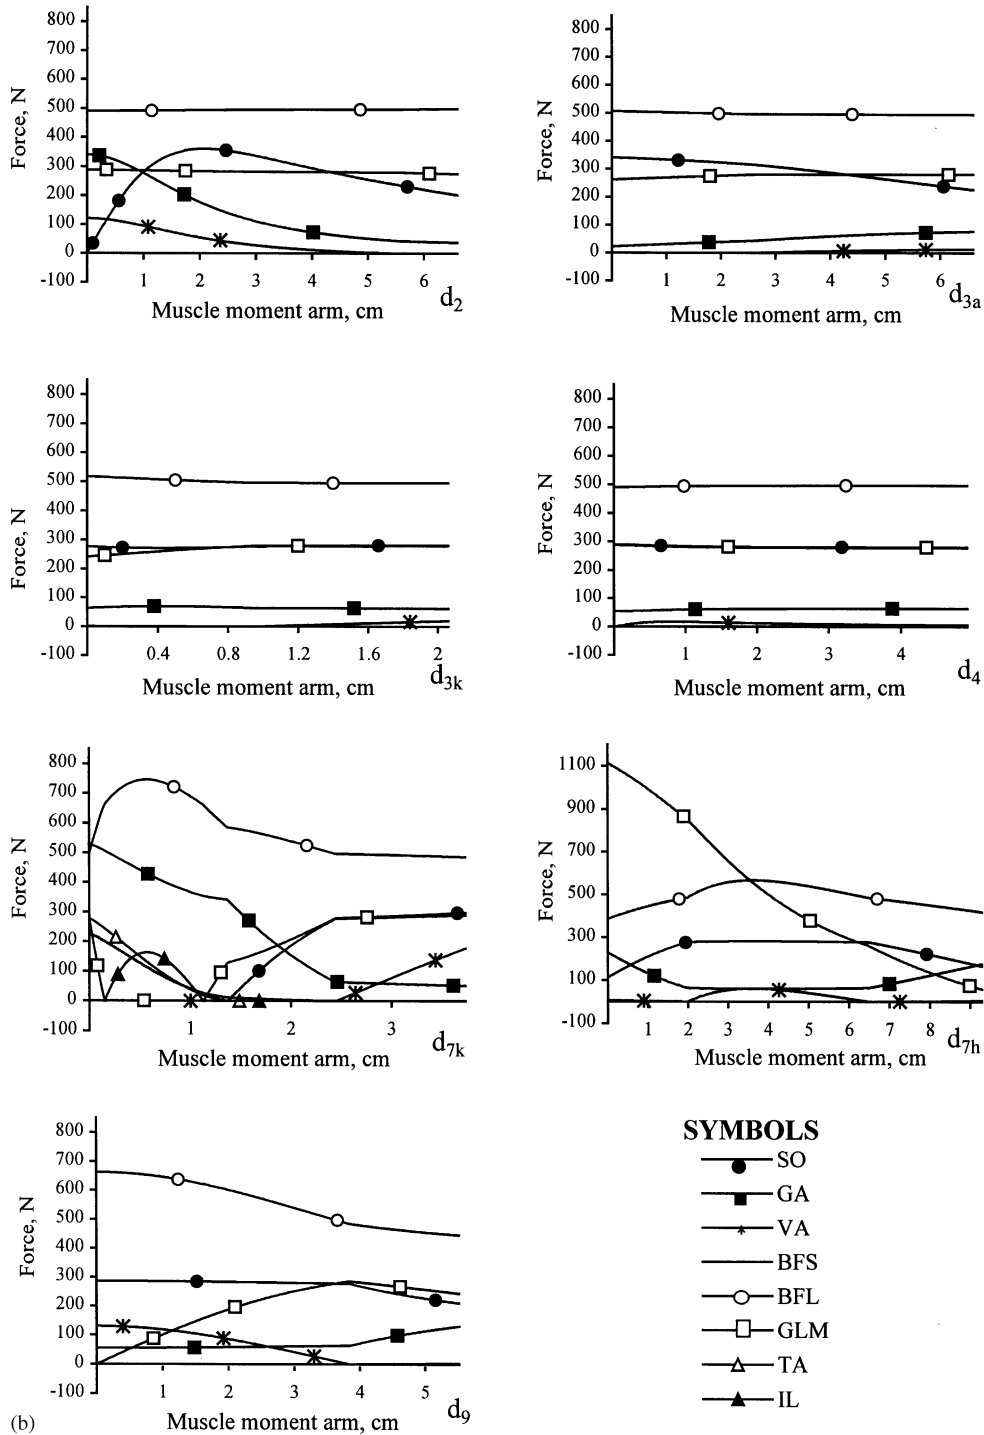 800
700
600
500
400
300
200
100
0
-100
Force, N
1 2 3 4 5 6
d2
Muscle moment arm, cm
800
700
600
500
400
300
200
100
0
-100
Force, N
1 2 3 4 5 6
d3a
Muscle moment arm, cm
800
700
600
500
400
300
200
100
0
-100
Force, N
0.4 0.8 1.2 1.6 2
d3k
Muscle moment arm, cm
800
700
600
500
400
300
200
100
0
-100
Force, N
1 2 3 4
d4
Muscle moment arm, cm
800
700
600
500
400
300
200
100
0
-100
Force, N
1 2 3
d7k
Muscle moment arm, cm
1100
900
700
500
300
100
-100
Force, N
1 2 3 4 5 6 7 8
d7h
Muscle moment arm, cm
800
700
600
500
400
300
200
100
0
-100
Force, N
1 2 3 4 5
d9
Muscle moment arm, cm
(b)
SYMBOLS
SO
GA
VA
BFS
BFL
GLM
TA
IL